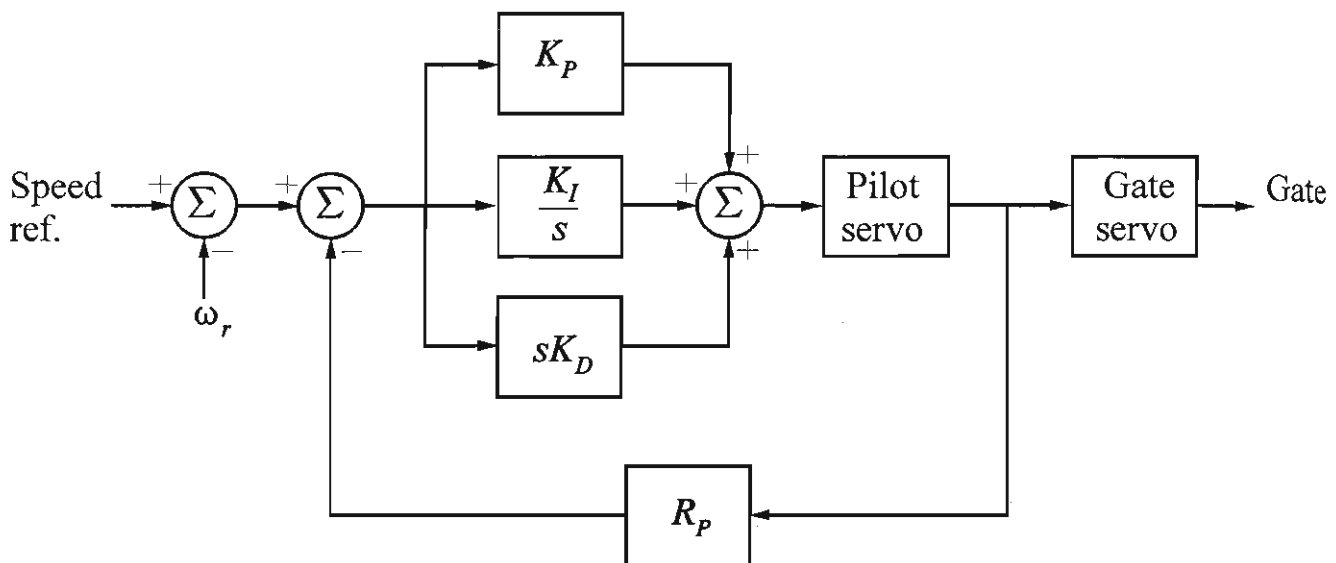 K_P
Speed
ref.
+
Σ
−
ω_r
+
Σ
−
K_I
s
+
+
Σ
+
Pilot
servo
Gate
servo
Gate
sK_D
R_P